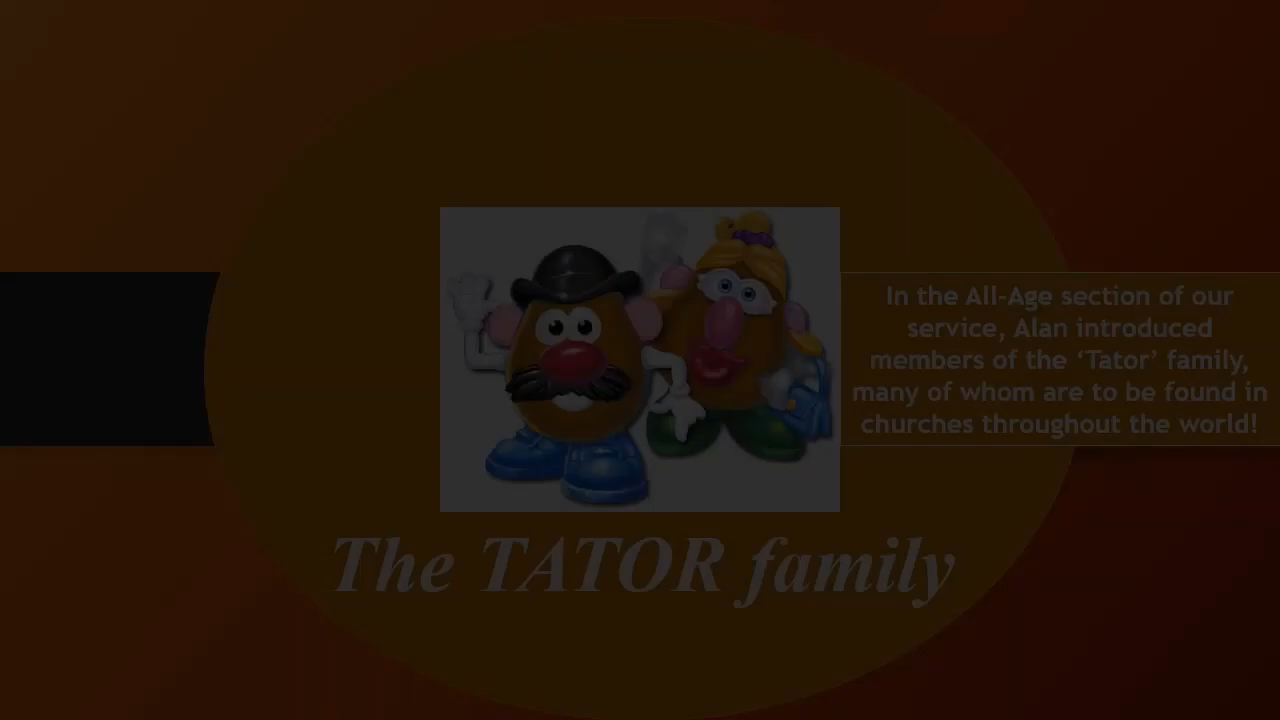 In the All-Age section of our
service, Alan introduced
members of the ‘Tator’ family,
many of whom are to be found in
churches throughout the world!
The TATOR family